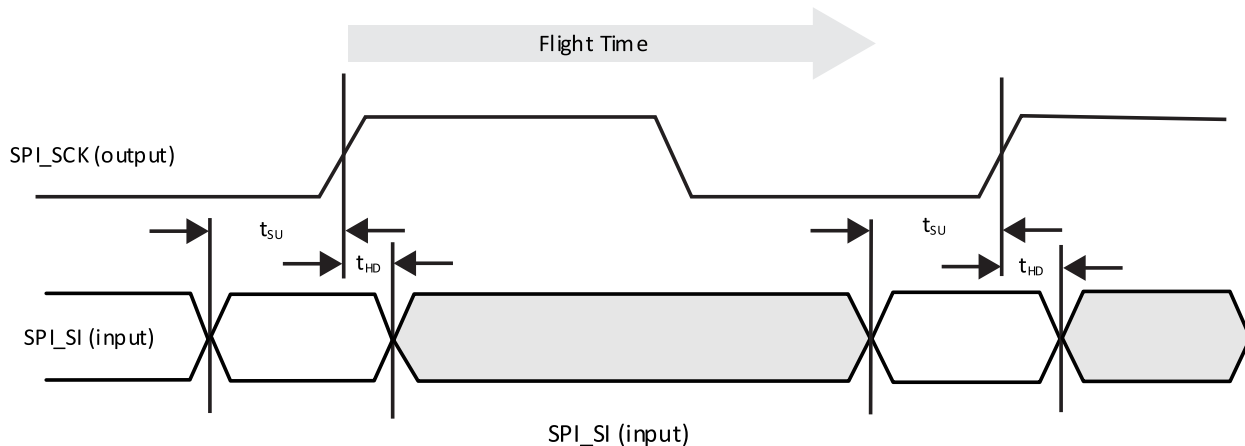 Flight Time
SPI_SCK (output)
tSU
tSU
tHD
tHD
SPI_SI (input)
SPI_SI (input)